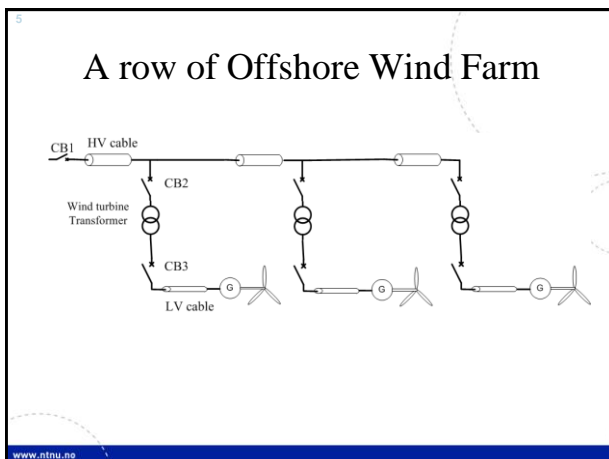 5
A row of Offshore Wind Farm
CB1
HV cable
CB2
Wind turbine
Transformer
CB3
G
G
G
LV cable
www.ntnu.no